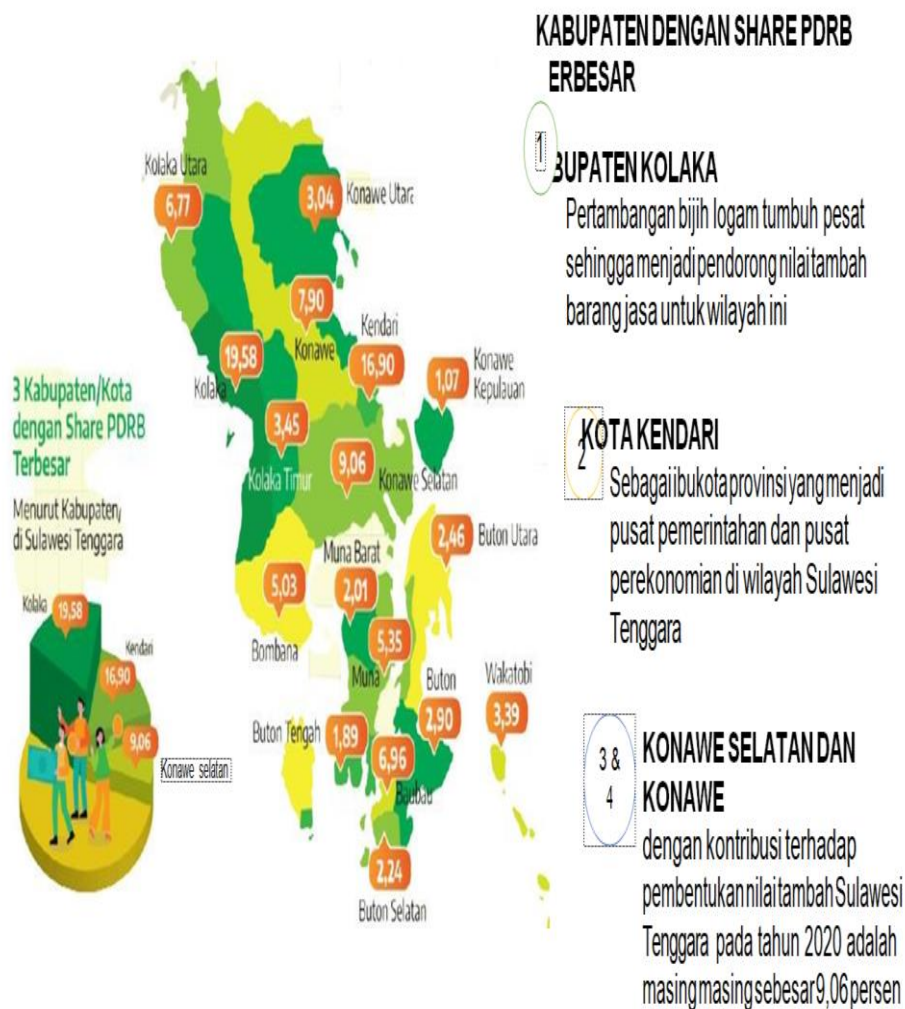 KABUPATEN DENGAN SHARE PDRB
ERBESAR
1
BUPATEN KOLAKA
Pertambangan bijih logam tumbuh pesat
sehingga menjadi pendorong nilai tambah
barang jasa untuk wilayah ini
2
KOTA KENDARI
Sebagai ibukota provinsi yang menjadi
pusat pemerintahan dan pusat
perekonomian di wilayah Sulawesi
Tenggara
3 &
4
KONAWE SELATAN DAN
KONAWE
dengan kontribusi terhadap
pembentukan nilai tambah Sulawesi
Tenggara pada tahun 2020 adalah
masing masing sebesar 9,06 persen
Kolaka Utara
6,77
3,04
Konawe Utara
7,90
Konawe
Kendari
16,90
19,58
Kolaka
Konawe
Kepulauan
1,07
3,45
Kolaka Timur
9,06
Konawe Selatan
2,46
Buton Utara
Muna Barat
2,01
5,03
Bombana
5,35
Muna
Buton
2,90
Wakatobi
3,39
Buton Tengah
1,89
6,96
Baubau
2,24
Buton Selatan
3 Kabupaten/Kota
dengan Share PDRB
Terbesar
Menurut Kabupaten,
di Sulawesi Tenggara
Kolaka
19,58
Kendari
16,90
9,06
Konawe selatan